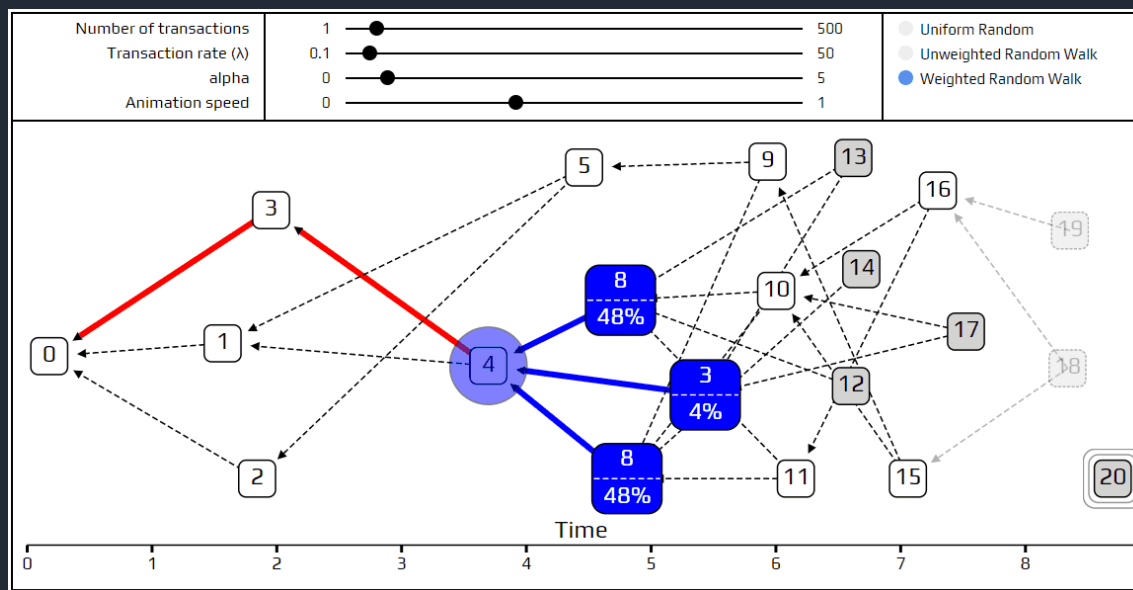 Number of transactions 1 500
Transaction rate (λ) 0.1 50
alpha 0 5
Animation speed 0 1
Uniform Random
Unweighted Random Walk
Weighted Random Walk
5
9
13
3
16
19
8
48%
14
10
17
1
0
4
3
4%
12
18
2
8
48%
11
15
20
Time
0 1 2 3 4 5 6 7 8